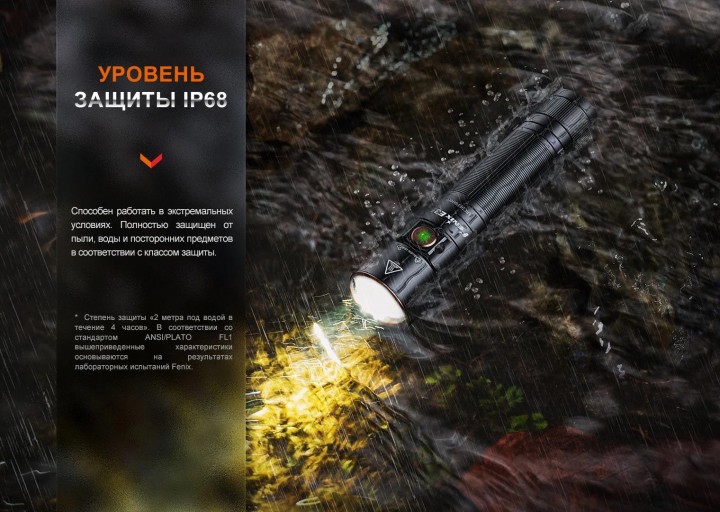 УРОВЕНЬ
ЗАЩИТЫ IP68
Способен работать в экстремальных
условиях. Полностью защищен от
пыли, воды и посторонних предметов
в соответствии с классом защиты.
* Степень защиты «2 метра под водой в
течение 4 часов». В соответствии со
стандартом ANSI/PLATO FL1
вышеприведенные характеристики
основываются на результатах
лабораторных испытаний Fenix.